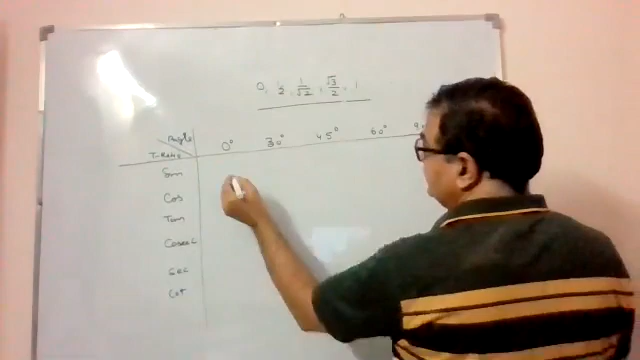 0, 1/2, 1/√2, √3/2, 1
Angle 0° 30° 45° 60°
T-Ratio
Sin
Cos
Tan
Cosec
Sec
Cot